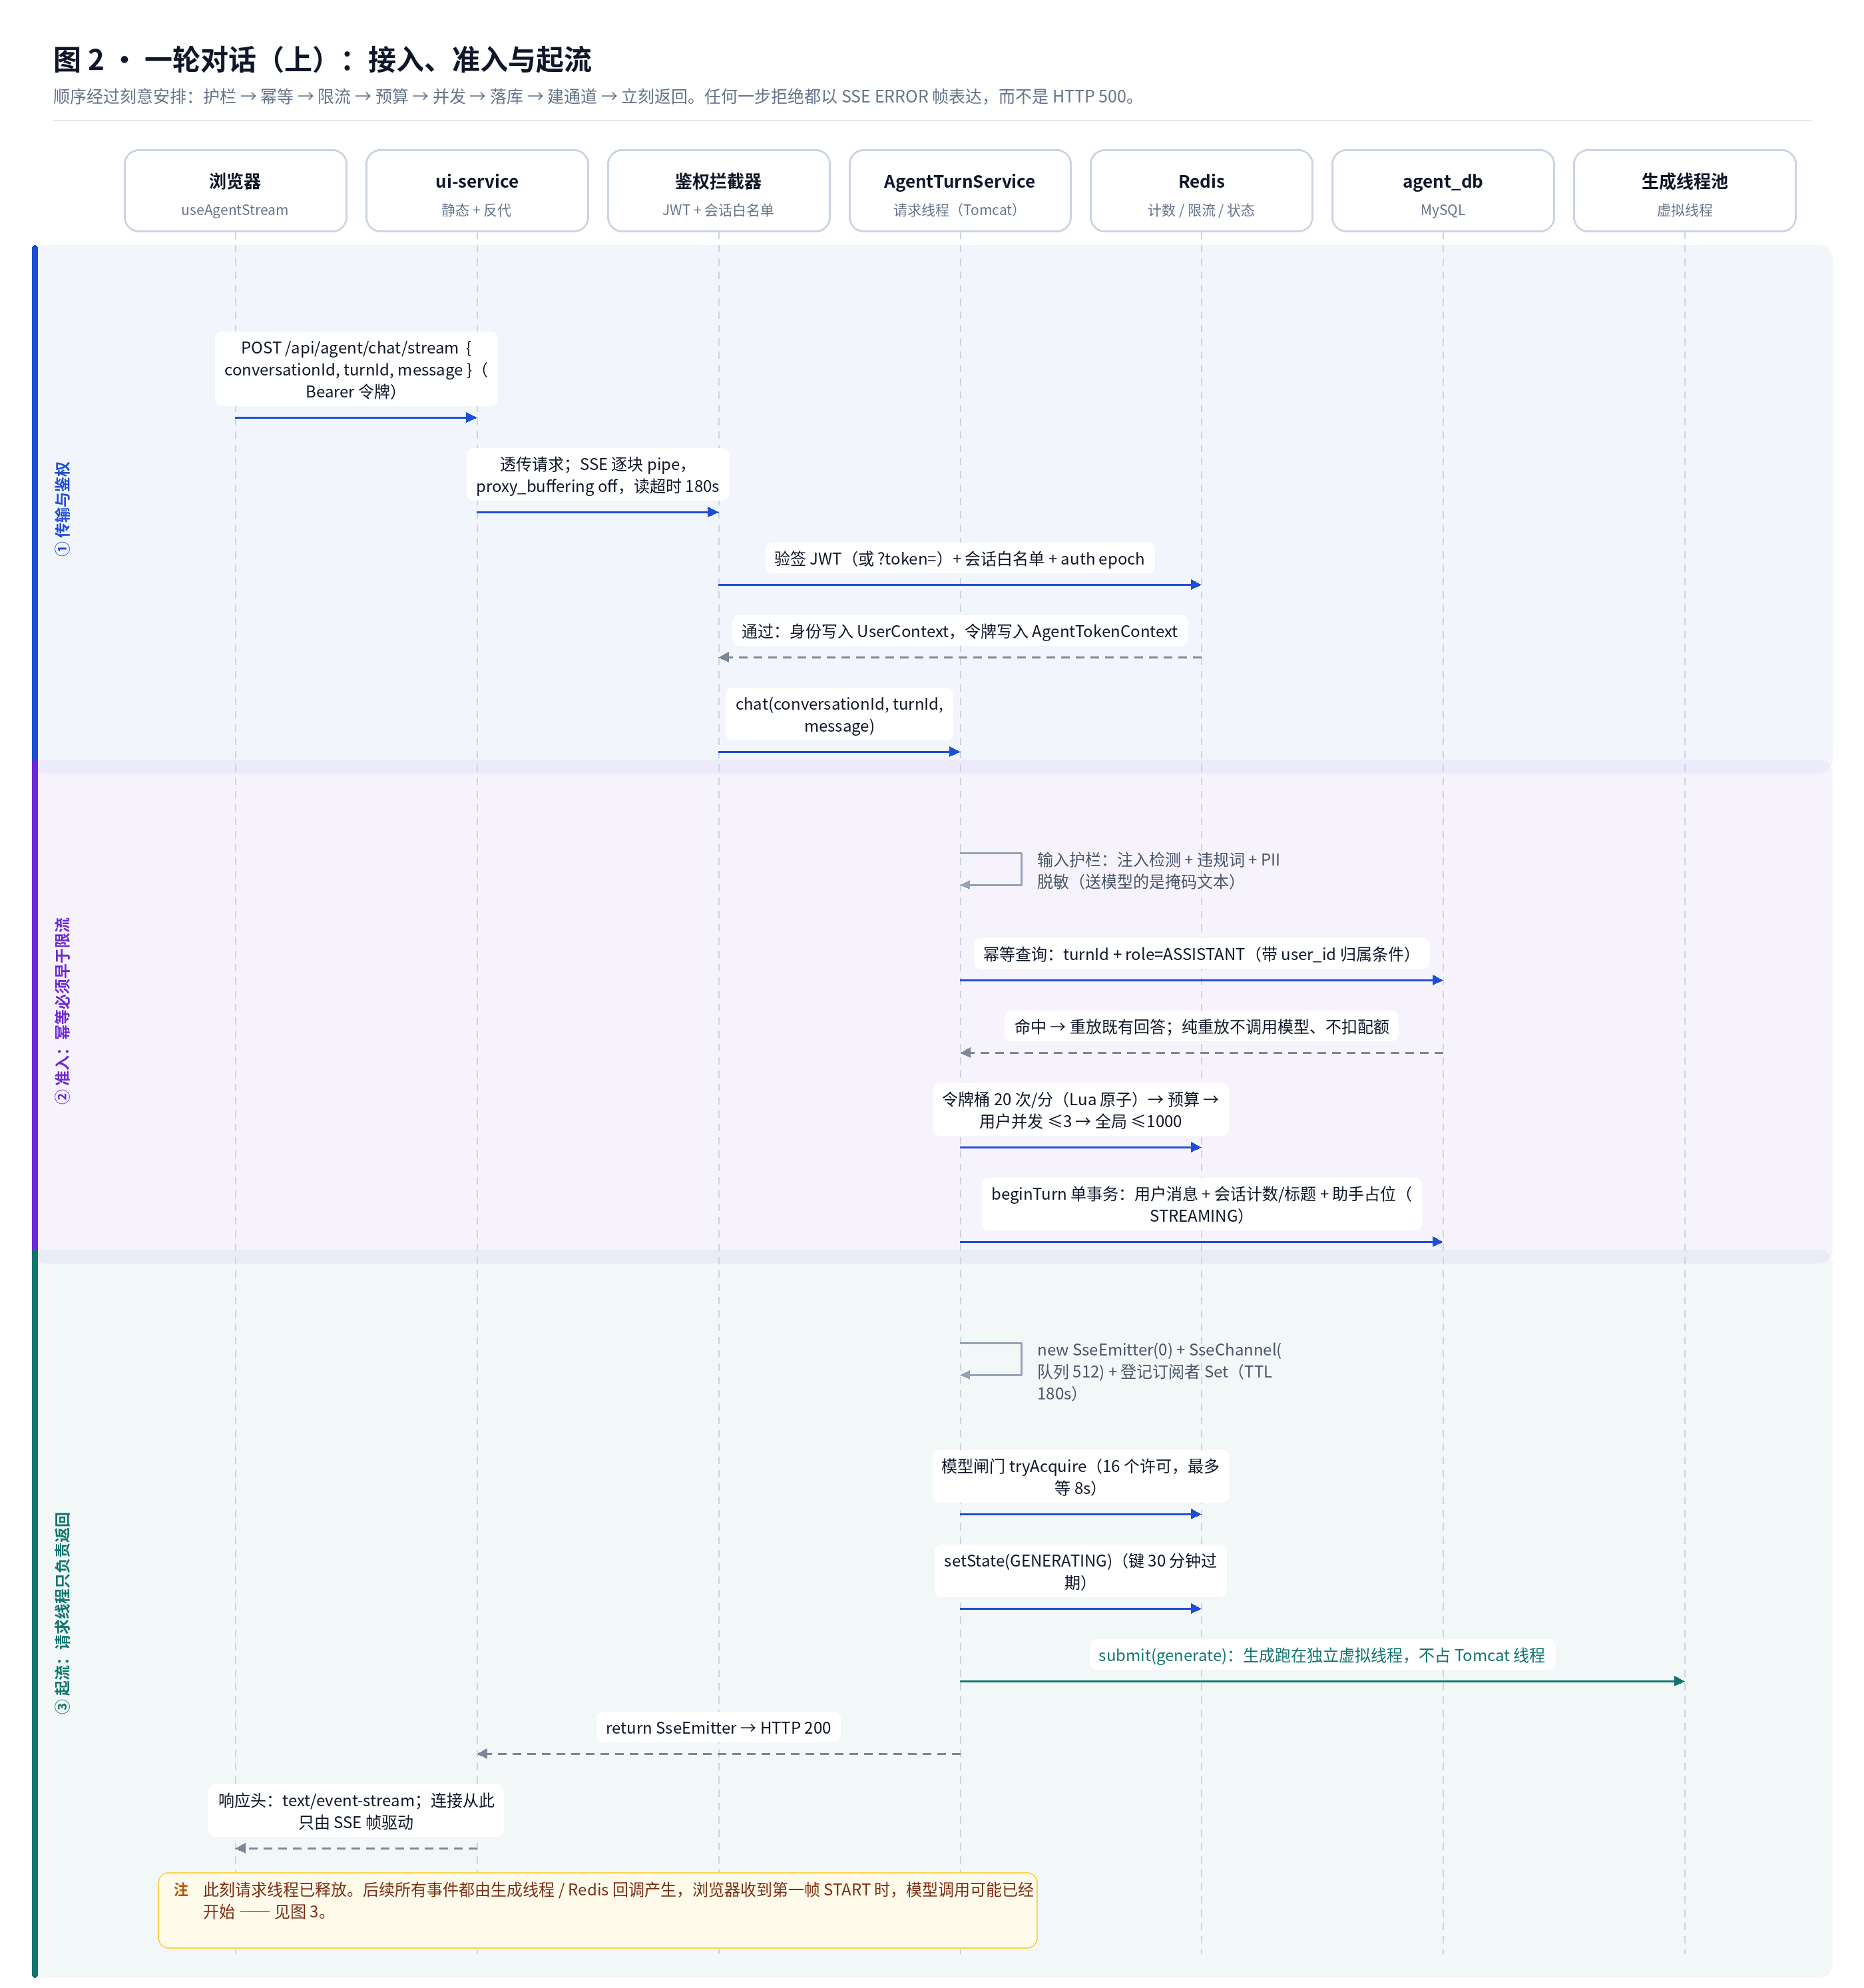 图 2 · 一轮对话（上）：接入、准入与起流
顺序经过刻意安排：护栏 → 幂等 → 限流 → 预算 → 并发 → 落库 → 建通道 → 立刻返回。任何一步拒绝都以 SSE ERROR 帧表达，而不是 HTTP 500。
浏览器
useAgentStream
ui-service
静态 + 反代
鉴权拦截器
JWT + 会话白名单
AgentTurnService
请求线程（Tomcat）
Redis
计数 / 限流 / 状态
agent_db
MySQL
生成线程池
虚拟线程
① 传输与鉴权
POST /api/agent/chat/stream {
conversationId, turnId, message }（
Bearer 令牌）
透传请求；SSE 逐块 pipe，
proxy_buffering off，读超时 180s
验签 JWT（或 ?token=）+ 会话白名单 + auth epoch
通过：身份写入 UserContext，令牌写入 AgentTokenContext
chat(conversationId, turnId,
message)
② 准入：幂等必须早于限流
输入护栏：注入检测 + 违规词 + PII
脱敏（送模型的是掩码文本）
幂等查询：turnId + role=ASSISTANT（带 user_id 归属条件）
命中 → 重放既有回答；纯重放不调用模型、不扣配额
令牌桶 20 次/分（Lua 原子）→ 预算 →
用户并发 ≤3 → 全局 ≤1000
beginTurn 单事务：用户消息 + 会话计数/标题 + 助手占位（
STREAMING）
③ 起流：请求线程只负责返回
new SseEmitter(0) + SseChannel(
队列 512) + 登记订阅者 Set（TTL
180s）
模型闸门 tryAcquire（16 个许可，最多
等 8s）
setState(GENERATING)（键 30 分钟过
期）
submit(generate)：生成跑在独立虚拟线程，不占 Tomcat 线程
return SseEmitter → HTTP 200
响应头：text/event-stream；连接从此
只由 SSE 帧驱动
注 此刻请求线程已释放。后续所有事件都由生成线程 / Redis 回调产生，浏览器收到第一帧 START 时，模型调用可能已经
开始 —— 见图 3。